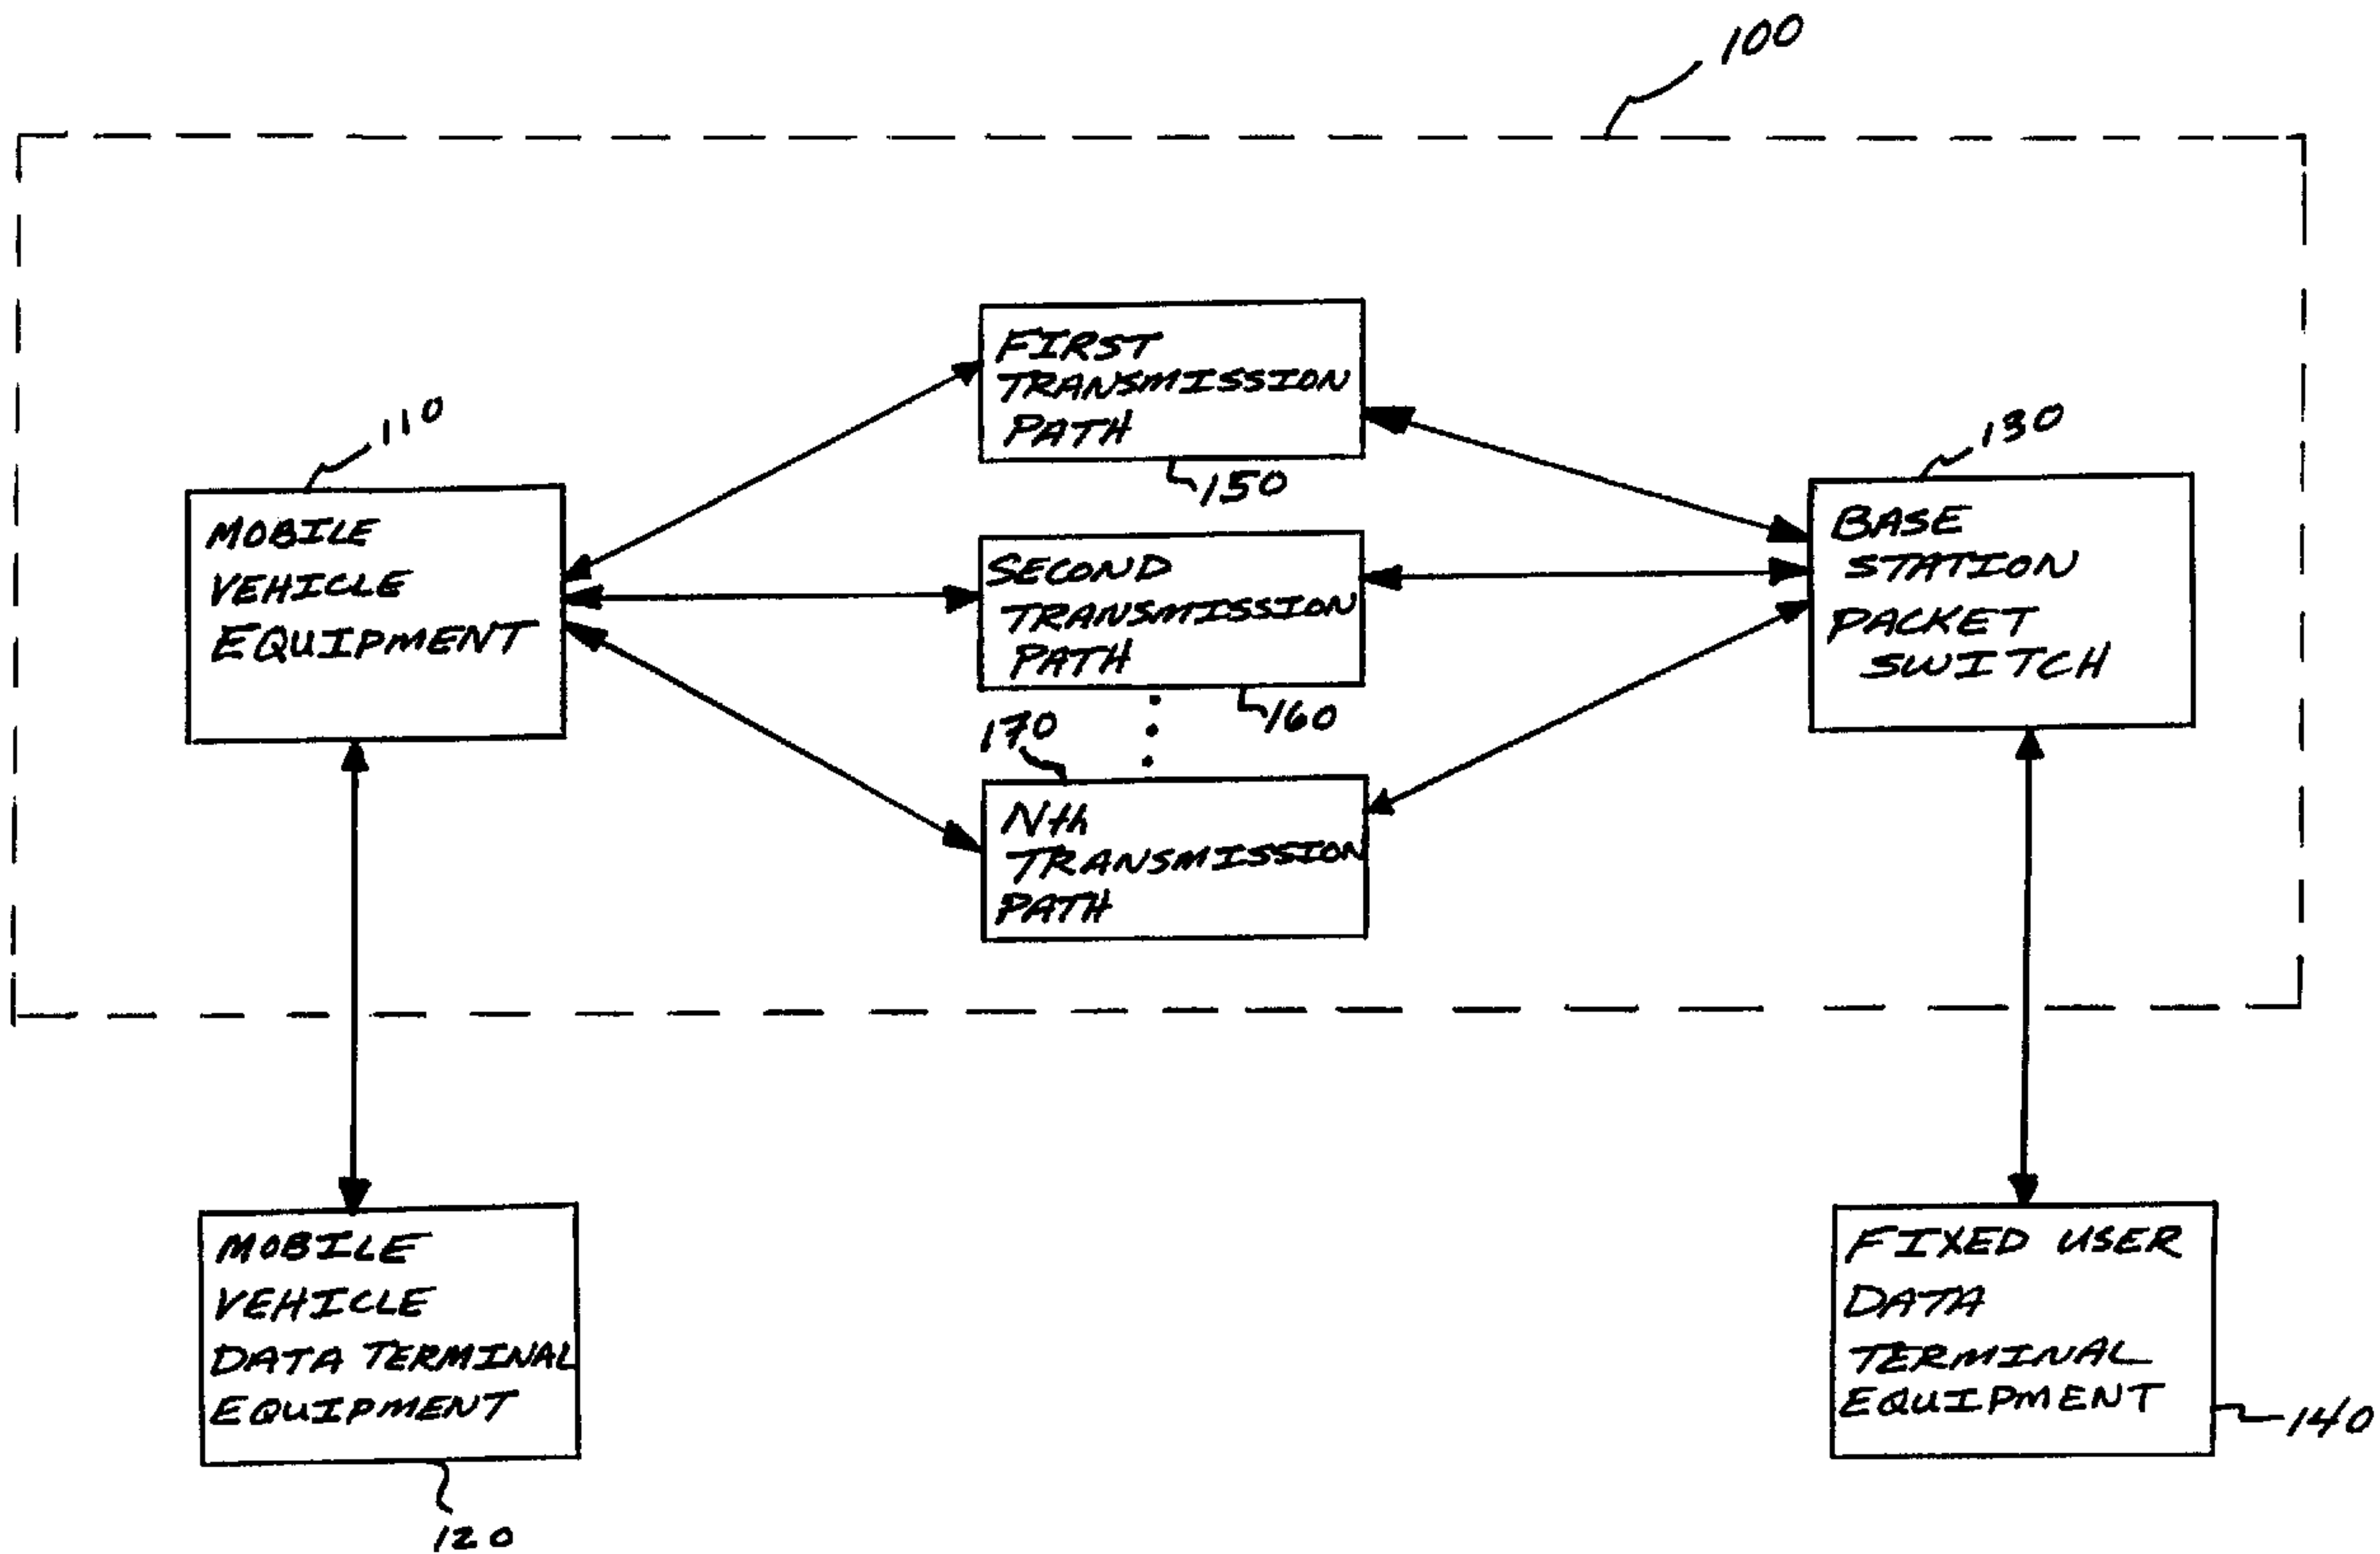 100
110
MOBILE
VEHICLE
EQUIPMENT
FIRST
TRANSMISSION
PATH
150
SECOND
TRANSMISSION
PATH
160
170
Nth
TRANSMISSION
PATH
130
BASE
STATION
PACKET
SWITCH
MOBILE
VEHICLE
DATA TERMINAL
EQUIPMENT
120
FIXED USER
DATA
TERMINAL
EQUIPMENT
140